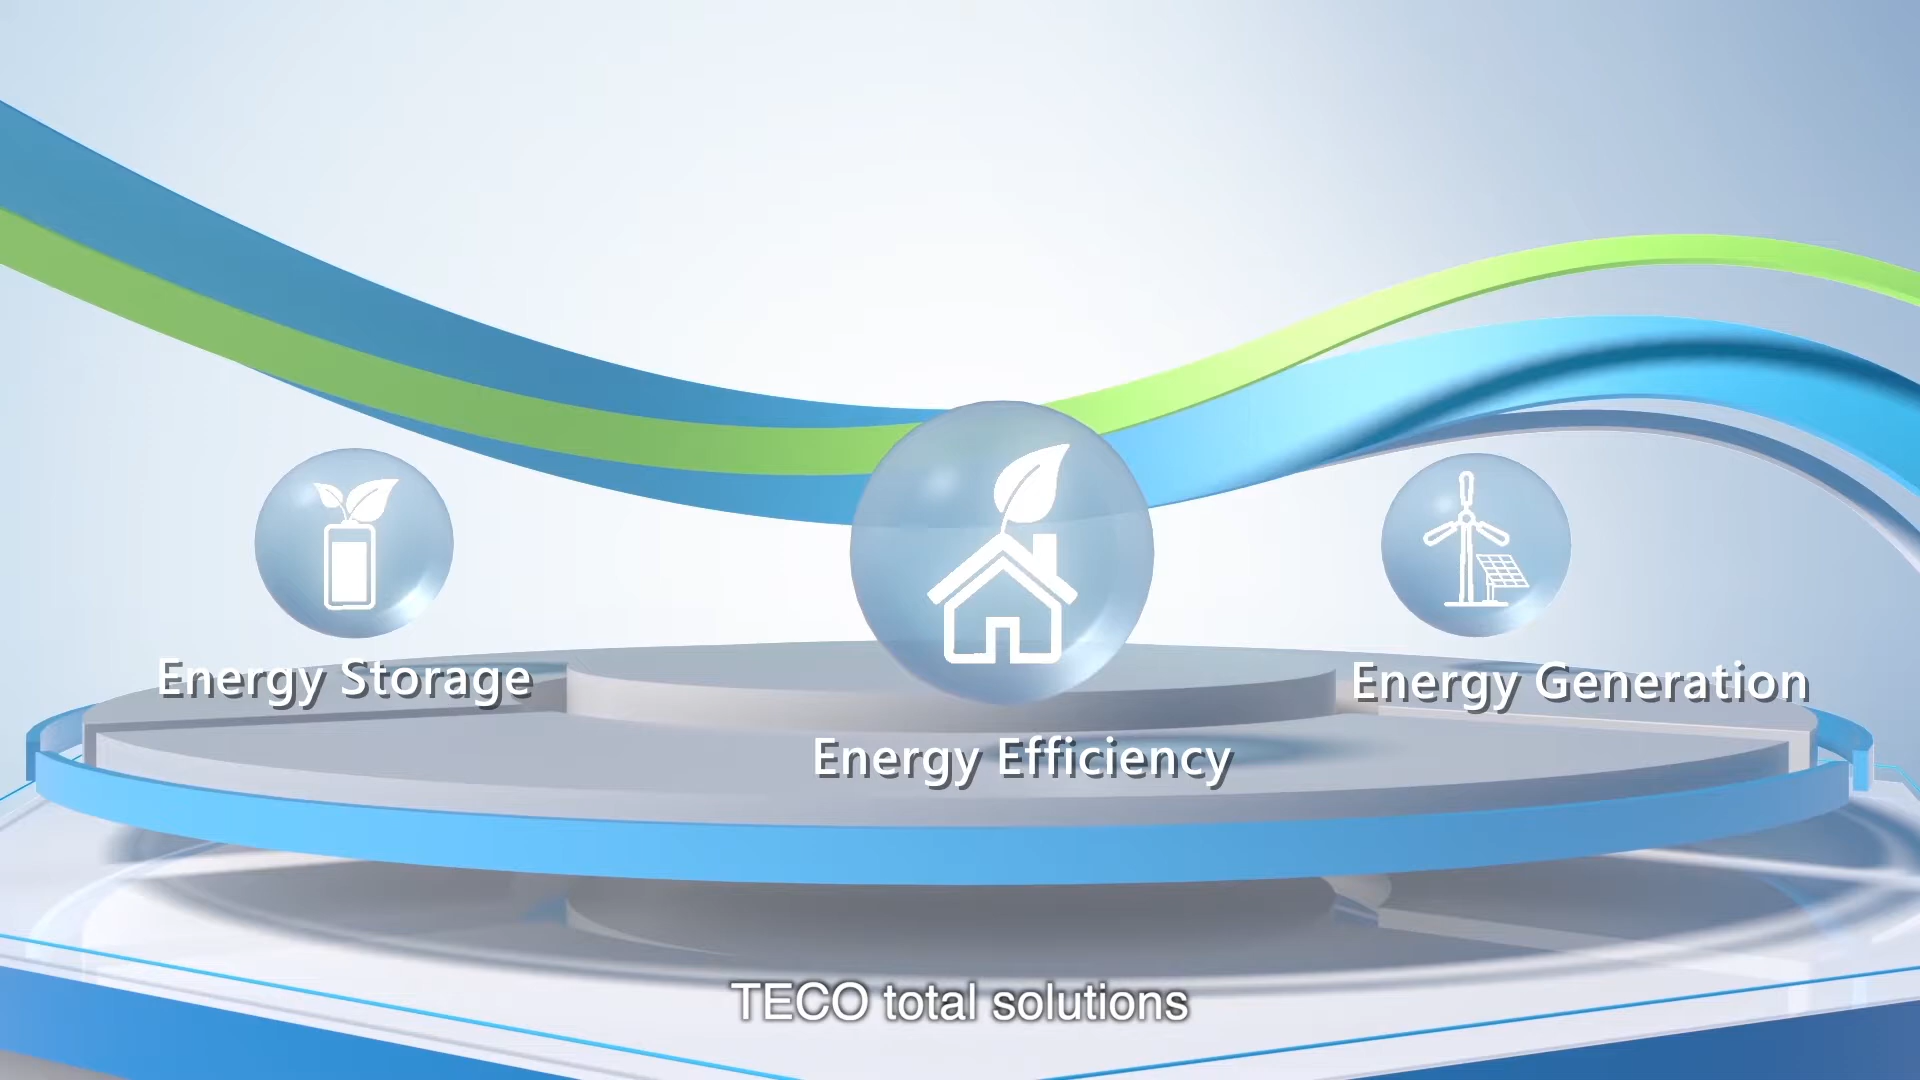 Energy Storage
Energy Efficiency
Energy Generation
TECO total solutions